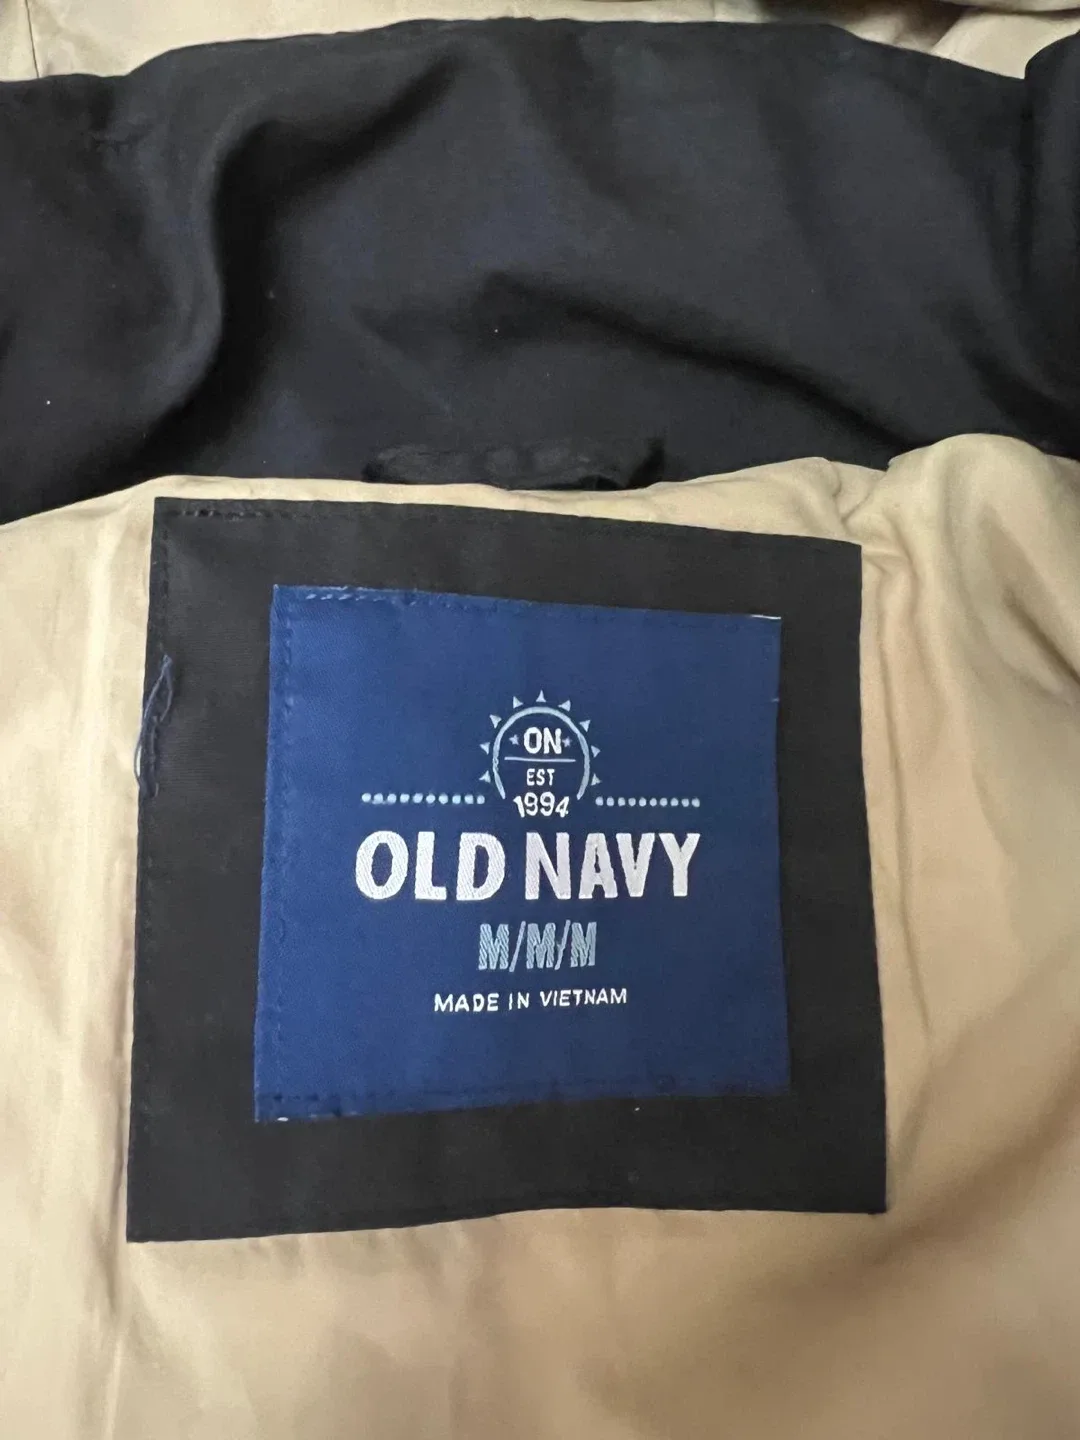 ON
EST
1994
OLD NAVY
M/M/M
MADE IN VIETNAM